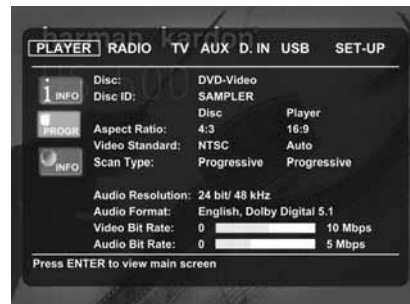 harman kardon
PLAYER RADIO TV AUX D. IN USB SET-UP
Disc: DVD-Video
i INFO Disc ID: SAMPLER
Disc Player
PROGR Aspect Ratio: 4:3 16:9
Video Standard: NTSC Auto
INFO Scan Type: Progressive Progressive
Audio Resolution: 24 bit/ 48 kHz
Audio Format: English, Dolby Digital 5.1
Video Bit Rate: 0 10 Mbps
Audio Bit Rate: 0 5 Mbps
Press ENTER to view main screen